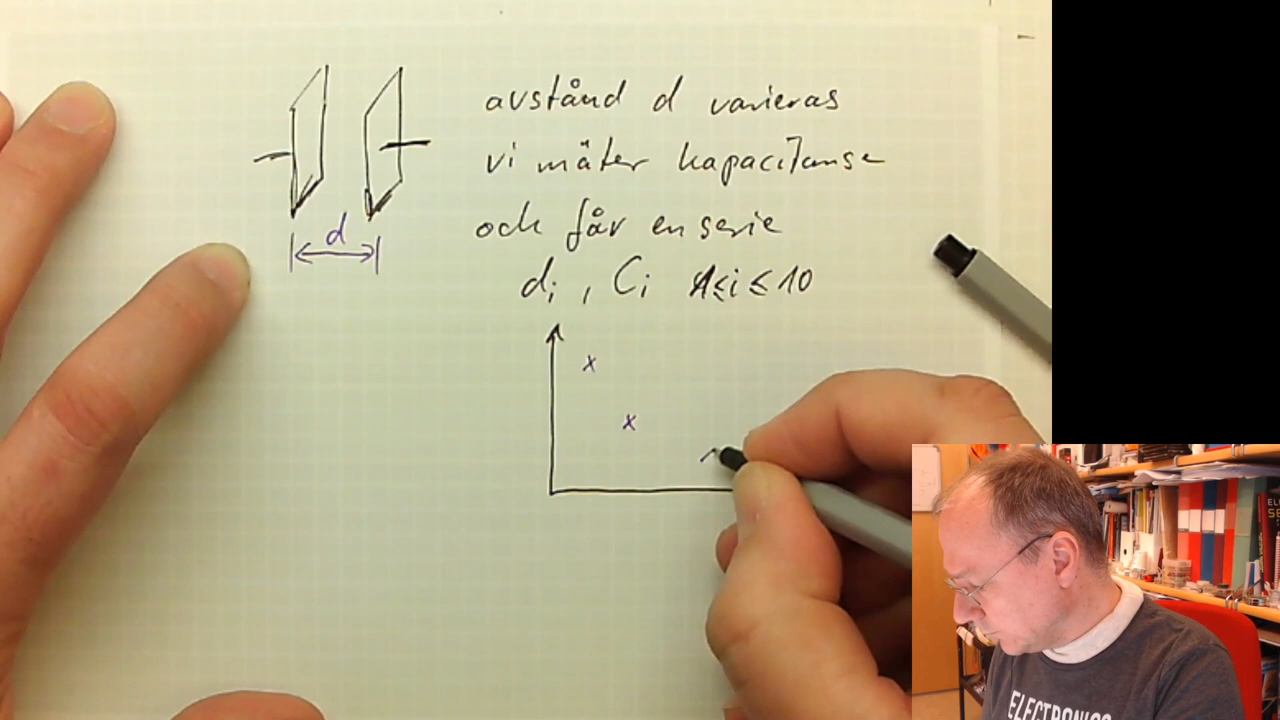 avstånd d varieras
vi mäter kapacitanse
och får en serie
di , Ci 1≤i≤10
d
x
x
ELECTRONICS